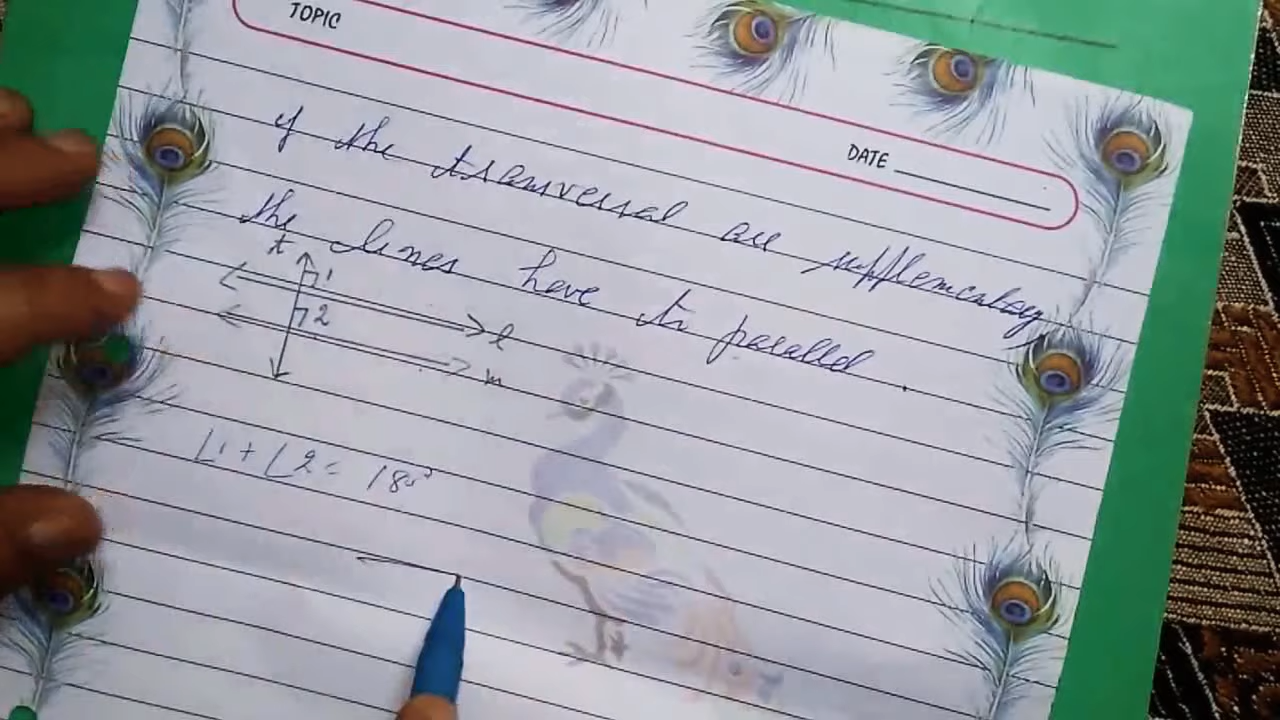 TOPIC
DATE
if the transversal are supplementary
the lines have to parallel.
t
1
l
2
m
∠1 + ∠2 = 180°